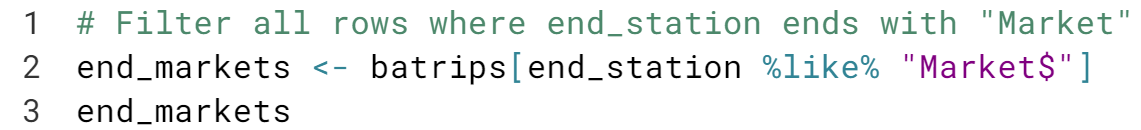 1 # Filter all rows where end_station ends with "Market"
2 end_markets <- batrips[end_station %like% "Market$"]
3 end_markets